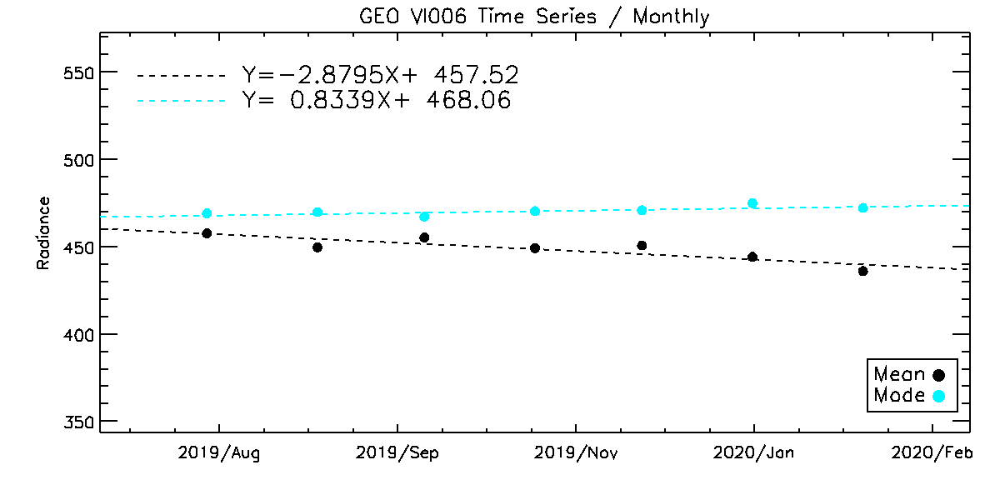 GEO VI006 Time Series / Monthly
Y=-2.8795X+ 457.52
Y= 0.8339X+ 468.06
Radiance
550
500
450
400
350
Mean
Mode
2019/Aug 2019/Sep 2019/Nov 2020/Jan 2020/Feb